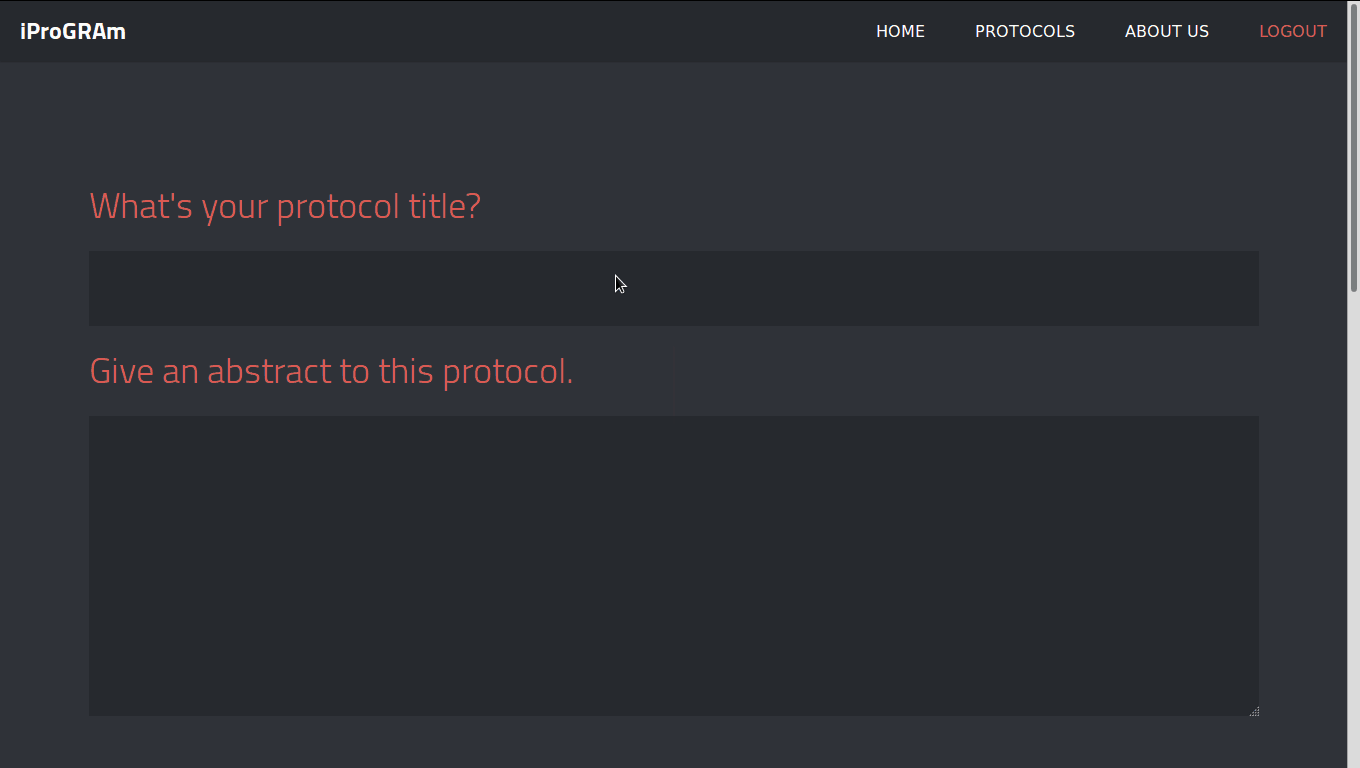 iProGRAm
HOME PROTOCOLS ABOUT US LOGOUT
What's your protocol title?
Give an abstract to this protocol.